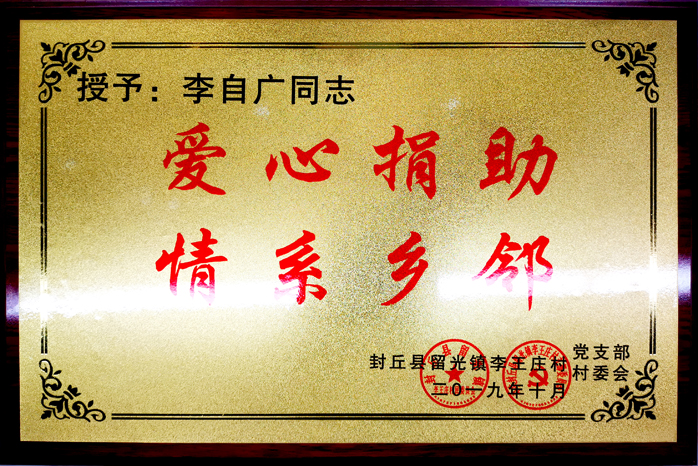 授予：李自广同志
爱心捐助
情系乡邻
封丘县留光镇李王庄村党支部
村委会
二〇一九年十月